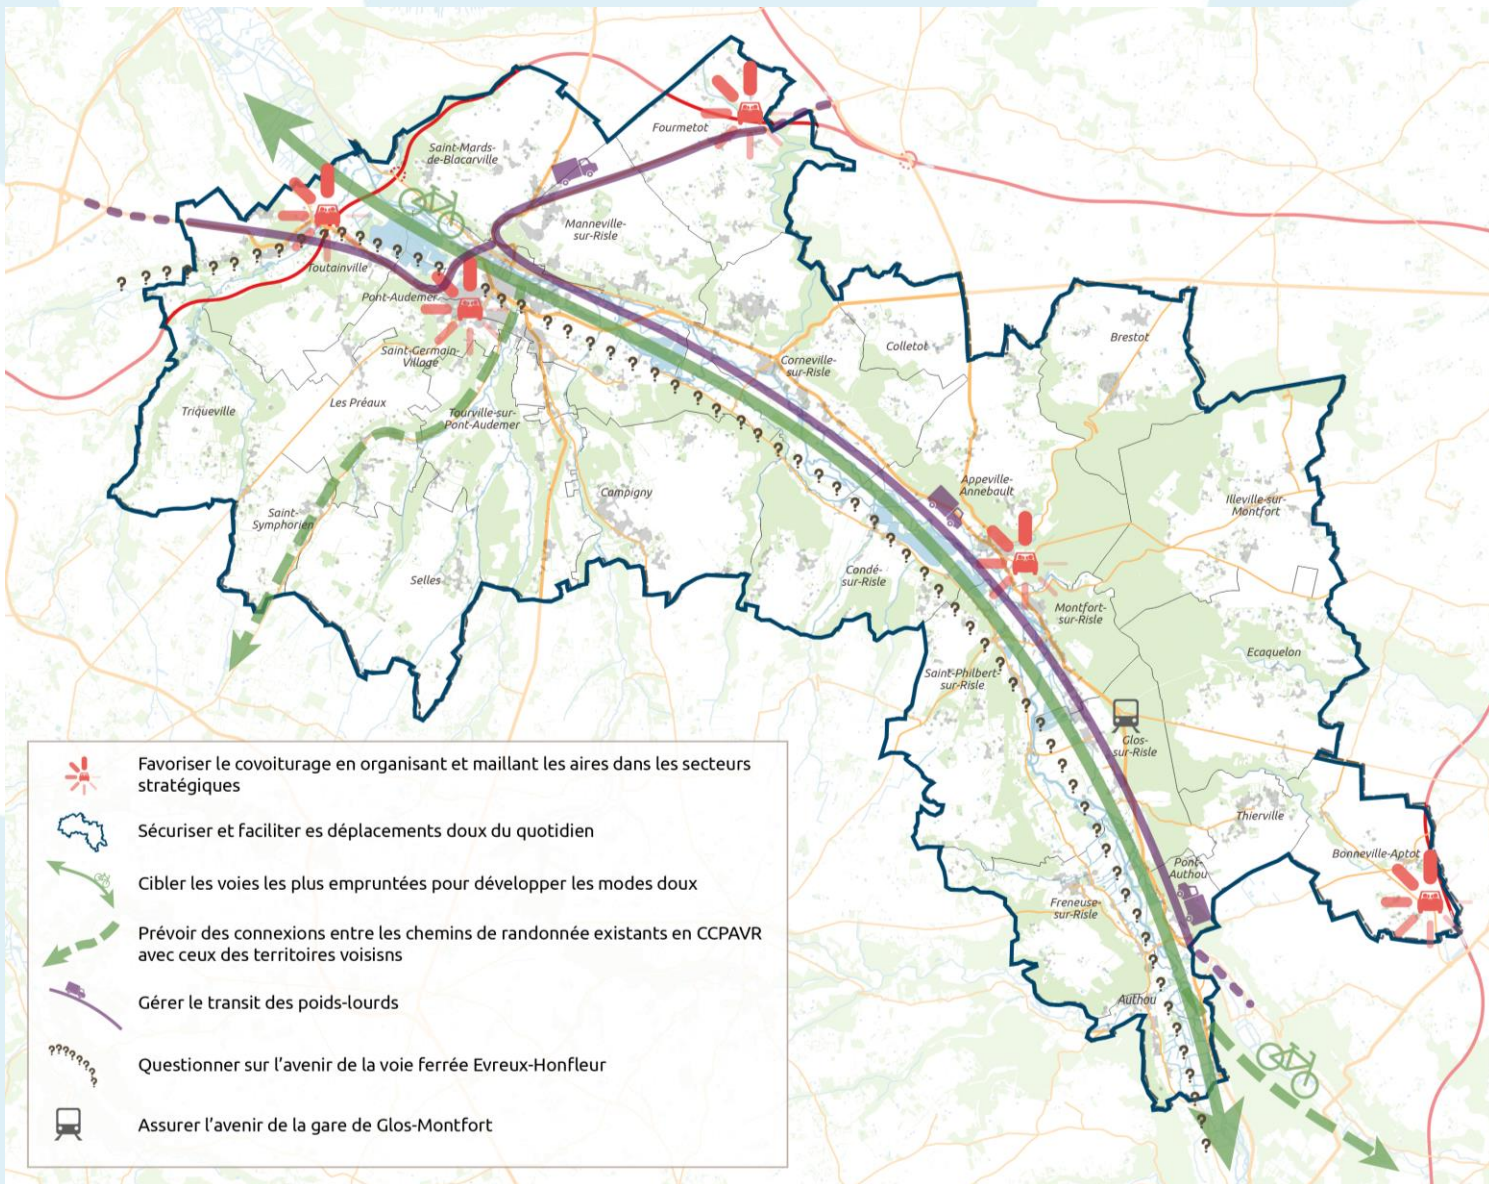 Fourmetot
Saint-Mards-
de-Blacarville
Manneville-
sur-Risle
Toutainville
Pont-Audemer
Saint-Germain-
Village
Corneville-
sur-Risle
Colletot
Brestot
Triqueville
Les Préaux
Tourville-sur-
Pont-Audemer
Campigny
Appeville-
Annebault
Illeville-sur-
Montfort
Saint-
Symphorien
Selles
Condé-
sur-Risle
Montfort-
sur-Risle
Ecaquelon
Saint-Philbert-
sur-Risle
Glos-
sur-Risle
Thierville
Bonneville-Aptot
Pont-
Authou
Freneuse-
sur-Risle
Authou
Favoriser le covoiturage en organisant et maillant les aires dans les secteurs
stratégiques
Sécuriser et faciliter es déplacements doux du quotidien
Cibler les voies les plus empruntées pour développer les modes doux
Prévoir des connexions entre les chemins de randonnée existants en CCPAVR
avec ceux des territoires voisisns
Gérer le transit des poids-lourds
????????
Questionner sur l'avenir de la voie ferrée Evreux-Honfleur
Assurer l'avenir de la gare de Glos-Montfort